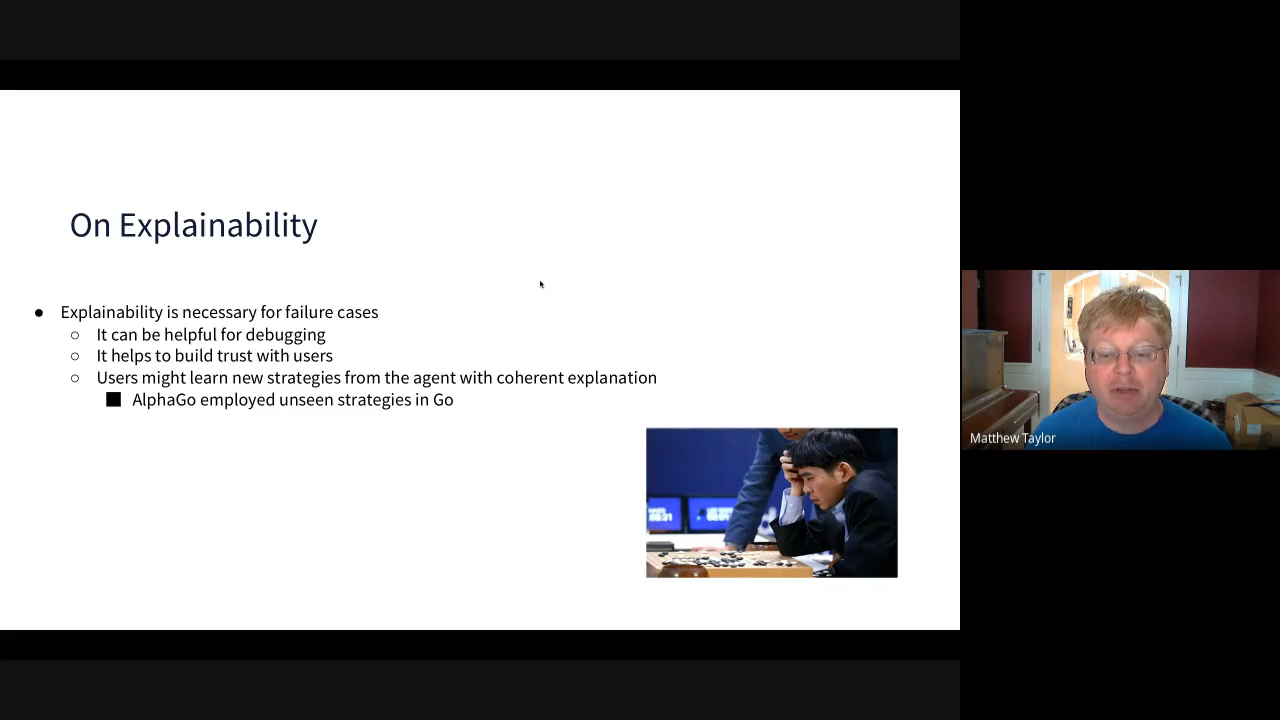 On Explainability
● Explainability is necessary for failure cases
○ It can be helpful for debugging
○ It helps to build trust with users
○ Users might learn new strategies from the agent with coherent explanation
■ AlphaGo employed unseen strategies in Go
Matthew Taylor